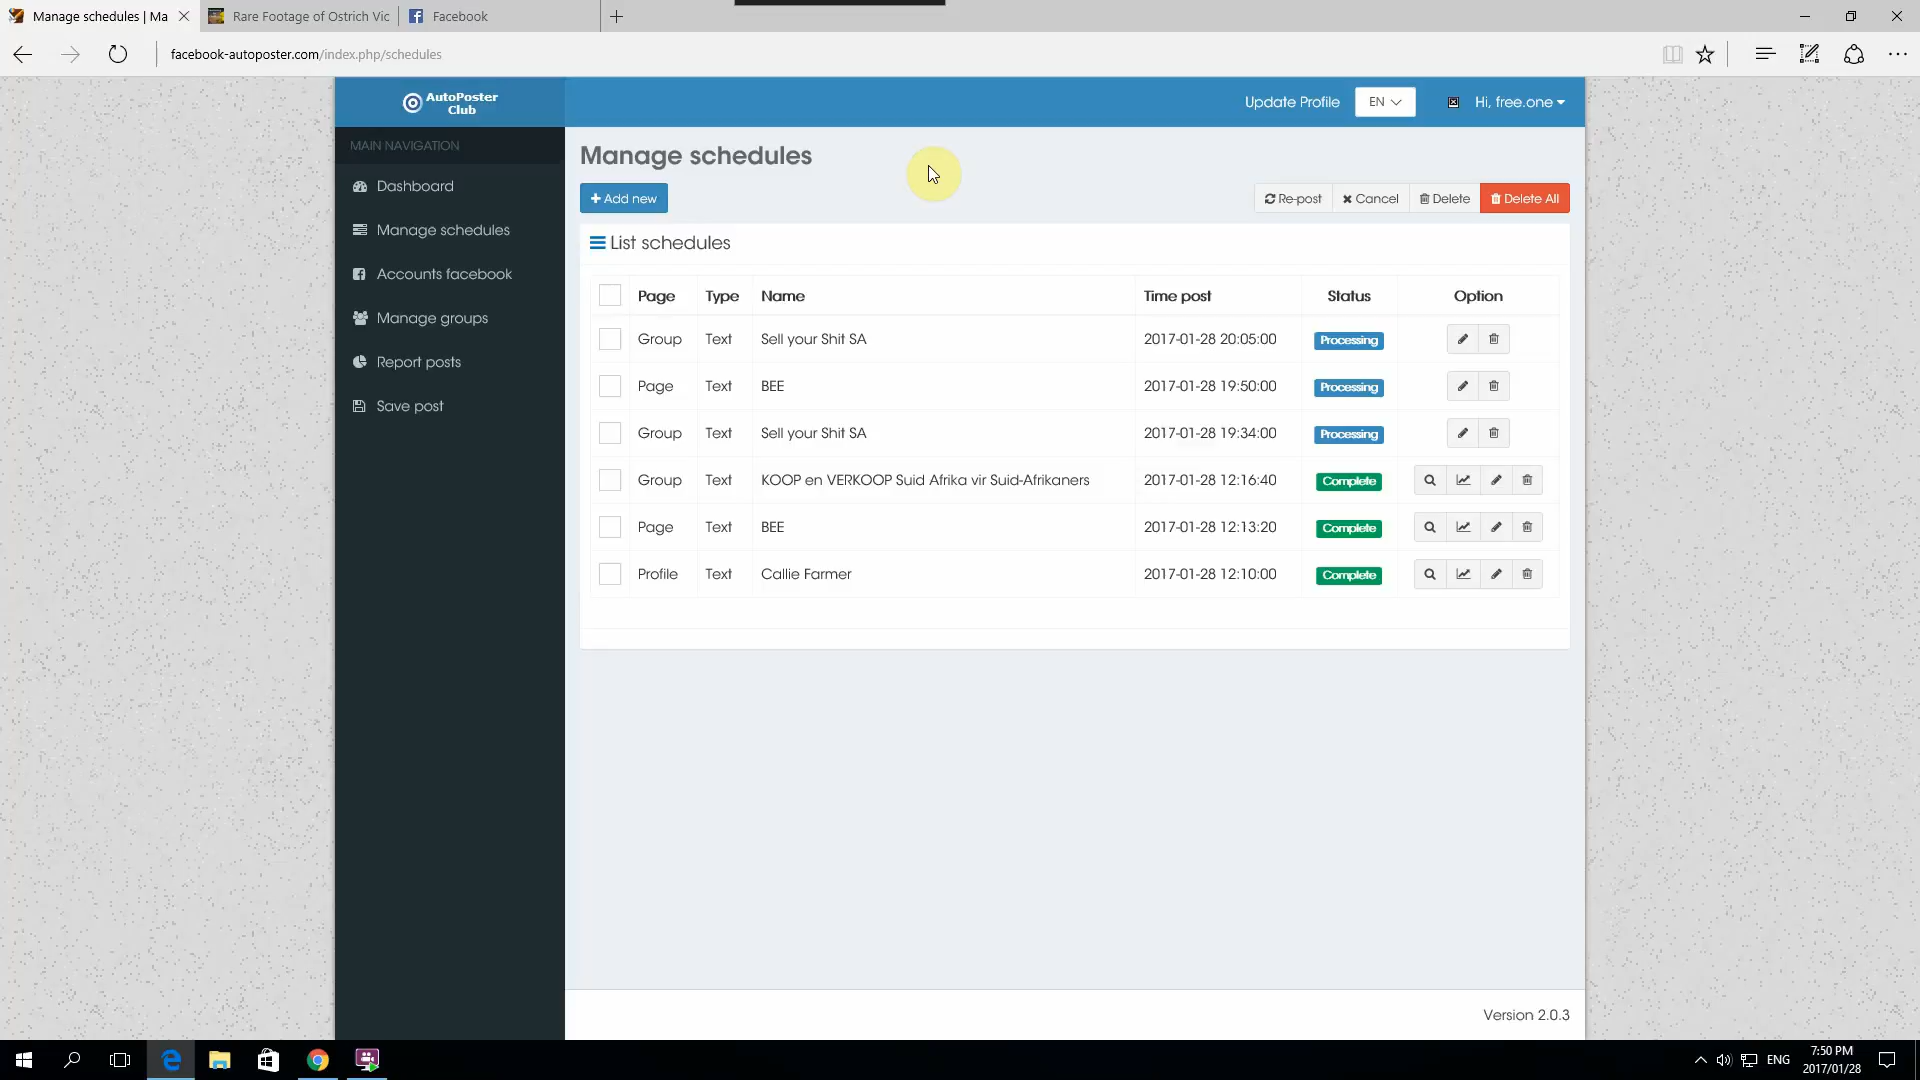 Manage schedules | Ma
Rare Footage of Ostrich Vic
Facebook
facebook-autoposter.com/index.php/schedules
AutoPoster
Club
Update Profile
EN
Hi, free.one
MAIN NAVIGATION
Dashboard
Manage schedules
Accounts facebook
Manage groups
Report posts
Save post
Manage schedules
Add new
Re-post
Cancel
Delete
Delete All
List schedules
Page Type Name Time post Status Option
Group Text Sell your Shit SA 2017-01-28 20:05:00 Processing
Page Text BEE 2017-01-28 19:50:00 Processing
Group Text Sell your Shit SA 2017-01-28 19:34:00 Processing
Group Text KOOP en VERKOOP Suid Afrika vir Suid-Afrikaners 2017-01-28 12:16:40 Complete
Page Text BEE 2017-01-28 12:13:20 Complete
Profile Text Callie Farmer 2017-01-28 12:10:00 Complete
Version 2.0.3
ENG
7:50 PM
2017/01/28